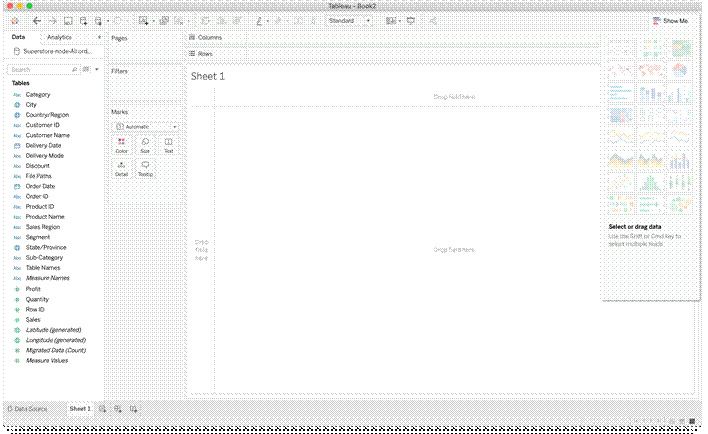 Tableau - Book2
Standard
Show Me
Data
Analytics
Pages
Columns
Superstore-node-All ord...
Rows
Search
Filters
Sheet 1
Tables
Category
City
Country/Region
Customer ID
Customer Name
Delivery Date
Delivery Mode
Discount
File Paths
Order Date
Order ID
Product ID
Product Name
Sales Region
Segment
State/Province
Sub-Category
Table Names
Measure Names
Profit
Quantity
Row ID
Sales
Latitude (generated)
Longitude (generated)
Migrated Data (Count)
Measure Values
Marks
Automatic
Color
Size
Text
Detail
Tooltip
Drop field here
Drop
field
here
Drop field here
Select or drag data
Use the Shift or Cmd key to
select multiple fields
Data Source
Sheet 1